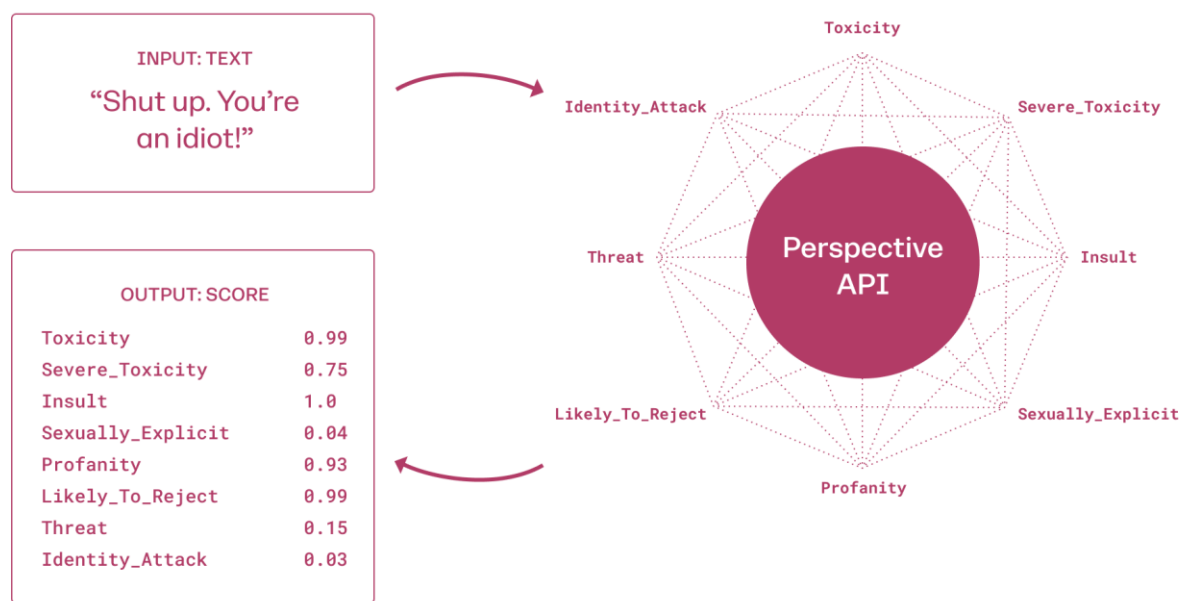 INPUT: TEXT
“Shut up. You’re
an idiot!”
OUTPUT: SCORE
Toxicity 0.99
Severe_Toxicity 0.75
Insult 1.0
Sexually_Explicit 0.04
Profanity 0.93
Likely_To_Reject 0.99
Threat 0.15
Identity_Attack 0.03
Toxicity
Identity_Attack
Severe_Toxicity
Threat
Perspective
API
Insult
Likely_To_Reject
Sexually_Explicit
Profanity